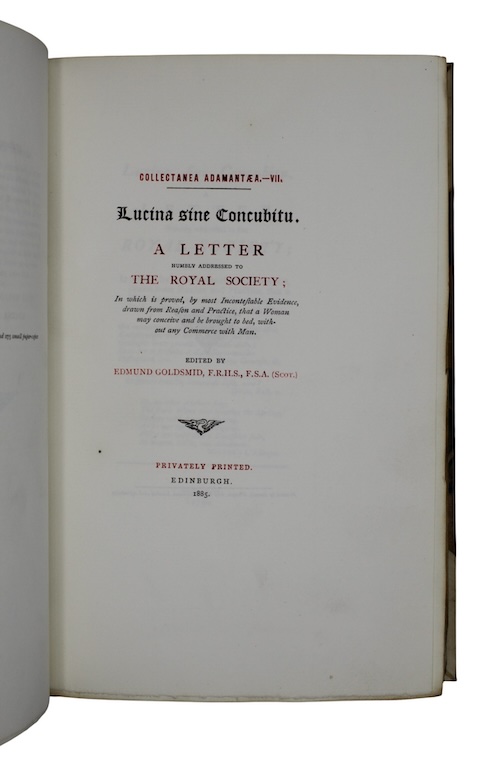 COLLECTANEA ADAMANTÆA.—VII.
Lucina sine Concubitu.
A LETTER
HUMBLY ADDRESSED TO
THE ROYAL SOCIETY;
In which is proved, by most Inconteſtable Evidence,
drawn from Reaſon and Practice, that a Woman
may conceive and be brought to bed, with-
out any Commerce with Man.
EDITED BY
EDMUND GOLDSMID, F.R.H.S., F.S.A. (Scot.)
PRIVATELY PRINTED.
EDINBURGH.
1885.